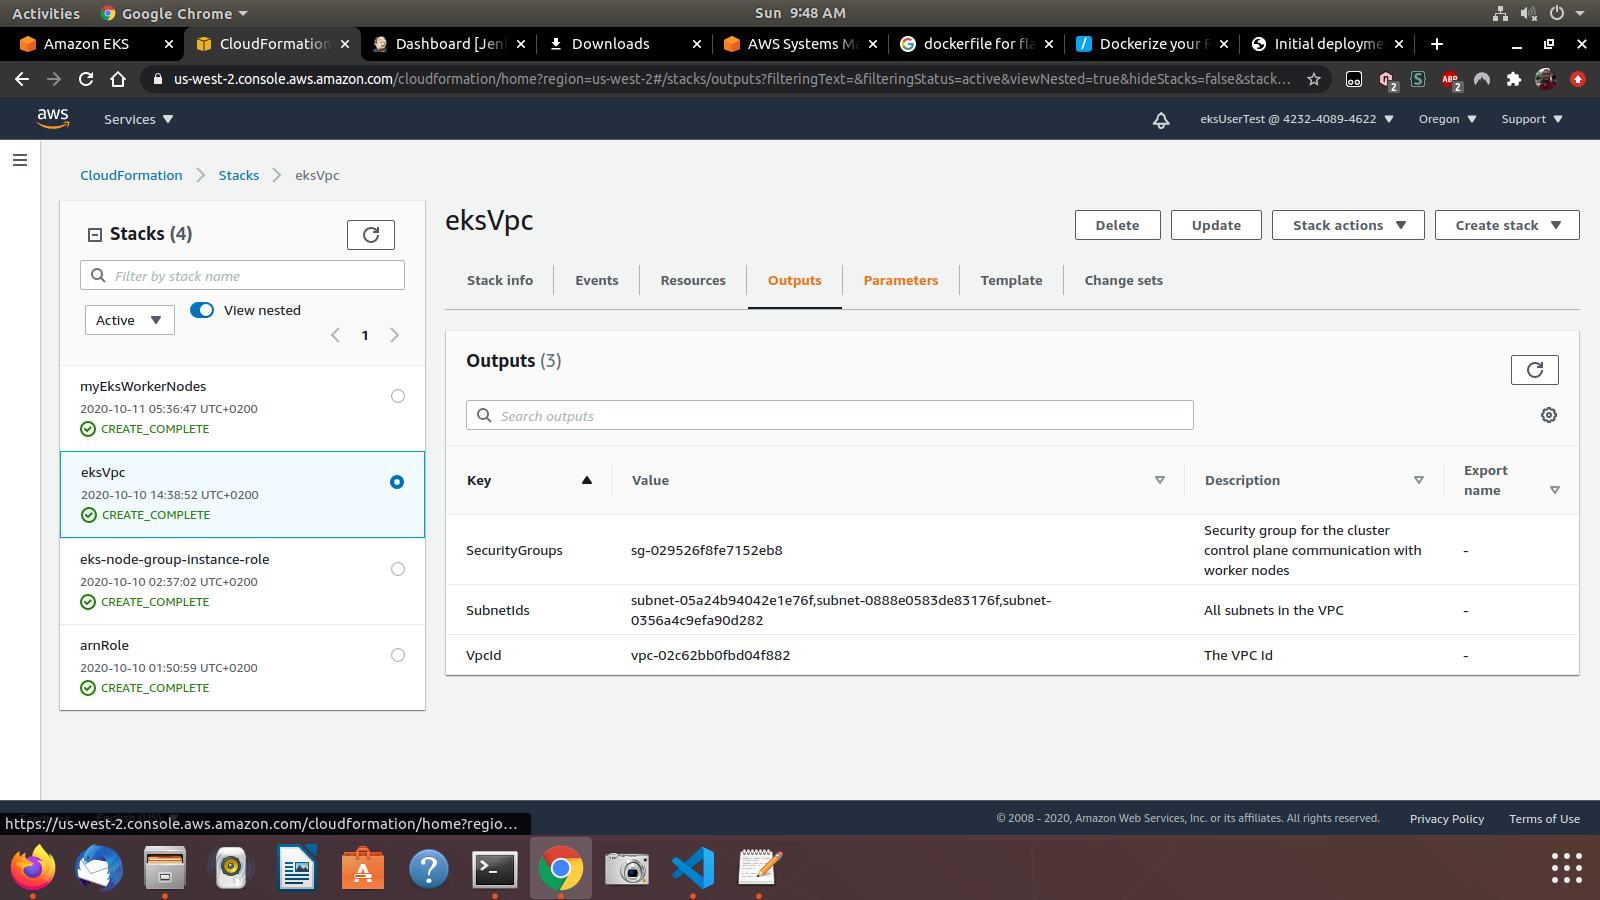 Activities
Google Chrome
Sun 9:48 AM
Amazon EKS
CloudFormation
Dashboard [Jen
Downloads
AWS Systems Ma
dockerfile for fla
Dockerize your F
Initial deployme
us-west-2.console.aws.amazon.com/cloudformation/home?region=us-west-2#/stacks/outputs?filteringText=&filteringStatus=active&viewNested=true&hideStacks=false&stack...
2
ABP
2
aws
Services
eksUserTest @ 4232-4089-4622
Oregon
Support
CloudFormation
Stacks
eksVpc
Stacks (4)
Filter by stack name
Active
View nested
1
myEksWorkerNodes
2020-10-11 05:36:47 UTC+0200
CREATE_COMPLETE
eksVpc
2020-10-10 14:38:52 UTC+0200
CREATE_COMPLETE
eks-node-group-instance-role
2020-10-10 02:37:02 UTC+0200
CREATE_COMPLETE
arnRole
2020-10-10 01:50:59 UTC+0200
CREATE_COMPLETE
eksVpc
Delete
Update
Stack actions
Create stack
Stack info
Events
Resources
Outputs
Parameters
Template
Change sets
Outputs (3)
Search outputs
Key
Value
Description
Export
name
SecurityGroups
sg-029526f8fe7152eb8
Security group for the cluster
control plane communication with
worker nodes
-
SubnetIds
subnet-05a24b94042e1e76f,subnet-0888e0583de83176f,subnet-
0356a4c9efa90d282
All subnets in the VPC
-
VpcId
vpc-02c62bb0fbd04f882
The VPC Id
-
© 2008 - 2020, Amazon Web Services, Inc. or its affiliates. All rights reserved.
Privacy Policy
Terms of Use
https://us-west-2.console.aws.amazon.com/cloudformation/home?regio...